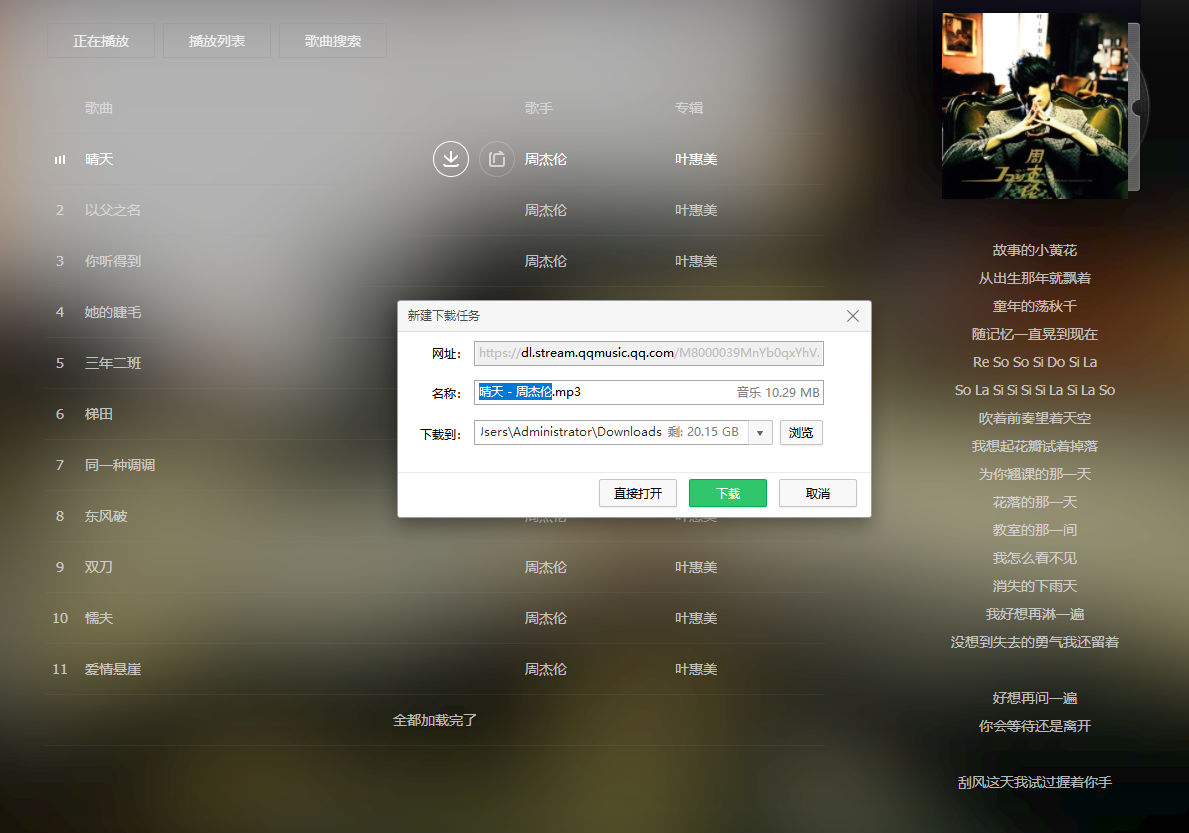 正在播放 播放列表 歌曲搜索
歌曲 歌手 专辑
晴天 周杰伦 叶惠美
2 以父之名 周杰伦 叶惠美
3 你听得到 周杰伦 叶惠美
4 她的睫毛
5 三年二班
6 梯田
7 同一种调调
8 东风破 周杰伦 叶惠美
9 双刀 周杰伦 叶惠美
10 懦夫 周杰伦 叶惠美
11 爱情悬崖 周杰伦 叶惠美
全都加载完了
新建下载任务
网址: https://dl.stream.qqmusic.qq.com/M8000039MnYb0qxYhV.
名称: 晴天 - 周杰伦.mp3 音乐 10.29 MB
下载到: Jsers\Administrator\Downloads 剩: 20.15 GB 浏览
直接打开 下载 取消
叶惠美
周杰伦
Jay
故事的小黄花
从出生那年就飘着
童年的荡秋千
随记忆一直晃到现在
Re So So Si Do Si La
So La Si Si Si Si La Si La So
吹着前奏望着天空
我想起花瓣试着掉落
为你翘课的那一天
花落的那一天
教室的那一间
我怎么看不见
消失的下雨天
我好想再淋一遍
没想到失去的勇气我还留着
好想再问一遍
你会等待还是离开
刮风这天我试过握着你手